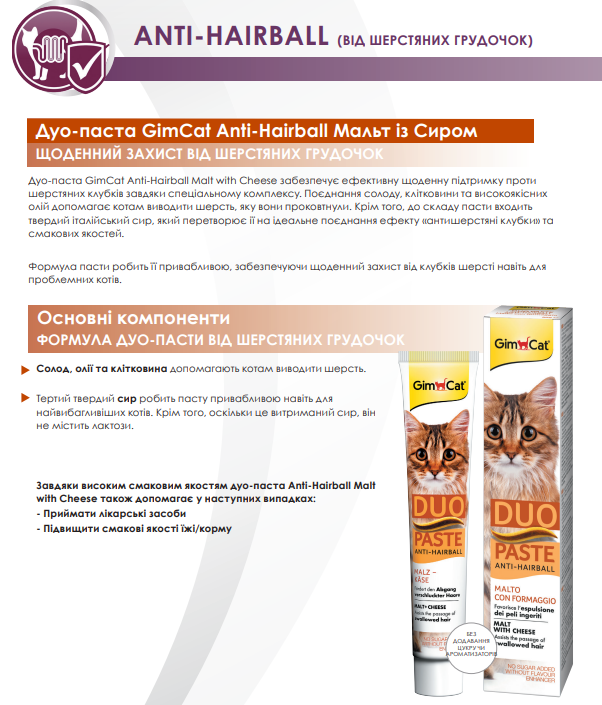 ANTI-HAIRBALL (ВІД ШЕРСТЯНИХ ГРУДОЧОК)
Дуо-паста GimCat Anti-Hairball Мальт із Сиром
ЩОДЕННИЙ ЗАХИСТ ВІД ШЕРСТЯНИХ ГРУДОЧОК
Дуо-паста GimCat Anti-Hairball Malt with Cheese забезпечує ефективну щоденну підтримку проти
шерстяних клубків завдяки спеціальному комплексу. Поєднання солоду, клітковини та високоякісних
олій допомагає котам виводити шерсть, яку вони проковтнули. Крім того, до складу пасти входить
твердий італійський сир, який перетворює її на ідеальне поєднання ефекту «антишерстяні клубки» та
смакових якостей.
Формула пасти робить її привабливою, забезпечуючи щоденний захист від клубків шерсті навіть для
проблемних котів.
Основні компоненти
ФОРМУЛА ДУО-ПАСТИ ВІД ШЕРСТЯНИХ ГРУДОЧОК
Солод, олії та клітковина допомагають котам виводити шерсть.
Тертий твердий сир робить пасту привабливою навіть для
найвибагливіших котів. Крім того, оскільки це витриманий сир, він
не містить лактози.
Завдяки високим смаковим якостям дуо-паста Anti-Hairball Malt
with Cheese також допомагає у наступних випадках:
- Приймати лікарські засоби
- Підвищити смакові якості їжі/корму
GimCat
DUO
PASTE
ANTI-HAIRBALL
MALZ –
KÄSE
fördert den Abgang
verschluckter Haare
MALT+CHEESE
Assists the passage of
swallowed hair
NO SUGAR
WITHOUT
GimCat
DUO
PASTE
ANTI-HAIRBALL
MALTO
CON FORMAGGIO
Favorisce l'espulsione
dei peli ingeriti
MALT
WITH CHEESE
Assists the passage of
swallowed hair
NO SUGAR ADDED
WITHOUT FLAVOUR
ENHANCER
БЕЗ
ДОДАВАННЯ
ЦУКРУ ЧИ
АРОМАТИЗАТОРІВ